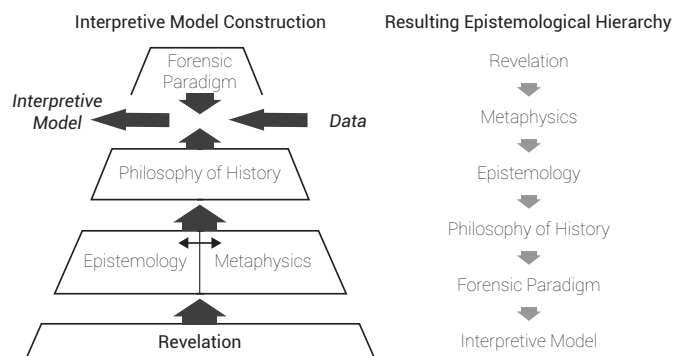 Interpretive Model Construction
Forensic
Paradigm
Interpretive
Model
Data
Philosophy of History
Epistemology
Metaphysics
Revelation
Resulting Epistemological Hierarchy
Revelation
Metaphysics
Epistemology
Philosophy of History
Forensic Paradigm
Interpretive Model